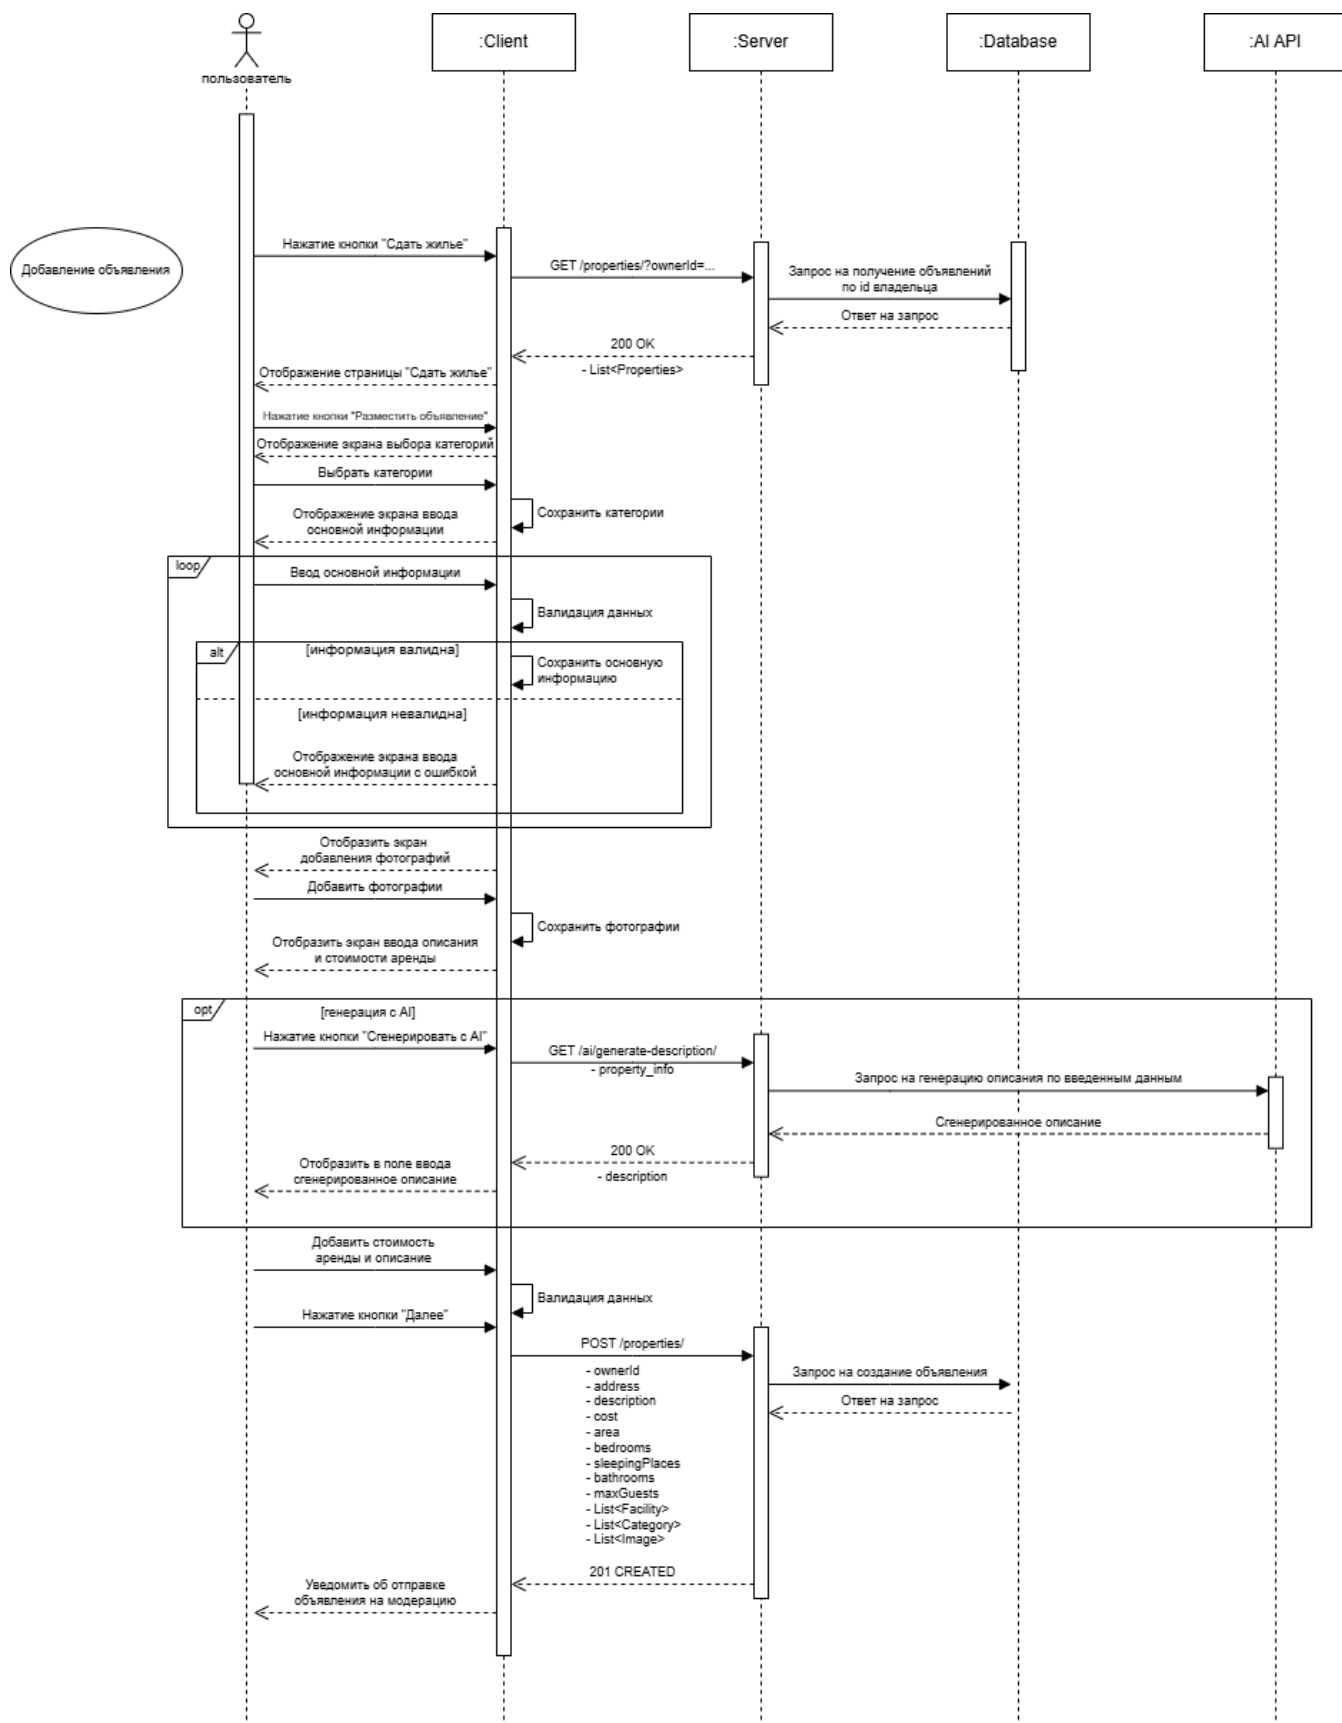 :Client
:Server
:Database
:AI API
пользователь
Добавление объявления
Нажатие кнопки "Сдать жилье"
GET /properties/?ownerId=...
Запрос на получение объявлений
по id владельца
Ответ на запрос
200 OK
- List<Properties>
Отображение страницы "Сдать жилье"
Нажатие кнопки "Разместить объявление"
Отображение экрана выбора категорий
Выбрать категории
Сохранить категории
Отображение экрана ввода
основной информации
loop
Ввод основной информации
Валидация данных
alt
[информация валидна]
Сохранить основную
информацию
[информация невалидна]
Отображение экрана ввода
основной информации с ошибкой
Отобразить экран
добавления фотографий
Добавить фотографии
Сохранить фотографии
Отобразить экран ввода описания
и стоимости аренды
opt
[генерация с AI]
Нажатие кнопки "Сгенерировать с AI"
GET /ai/generate-description/
- property_info
Запрос на генерацию описания по введенным данным
Сгенерированное описание
200 OK
- description
Отобразить в поле ввода
сгенерированное описание
Добавить стоимость
аренды и описание
Валидация данных
Нажатие кнопки "Далее"
POST /properties/
- ownerId
- address
- description
- cost
- area
- bedrooms
- sleepingPlaces
- bathrooms
- maxGuests
- List<Facility>
- List<Category>
- List<Image>
Запрос на создание объявления
Ответ на запрос
201 CREATED
Уведомить об отправке
объявления на модерацию